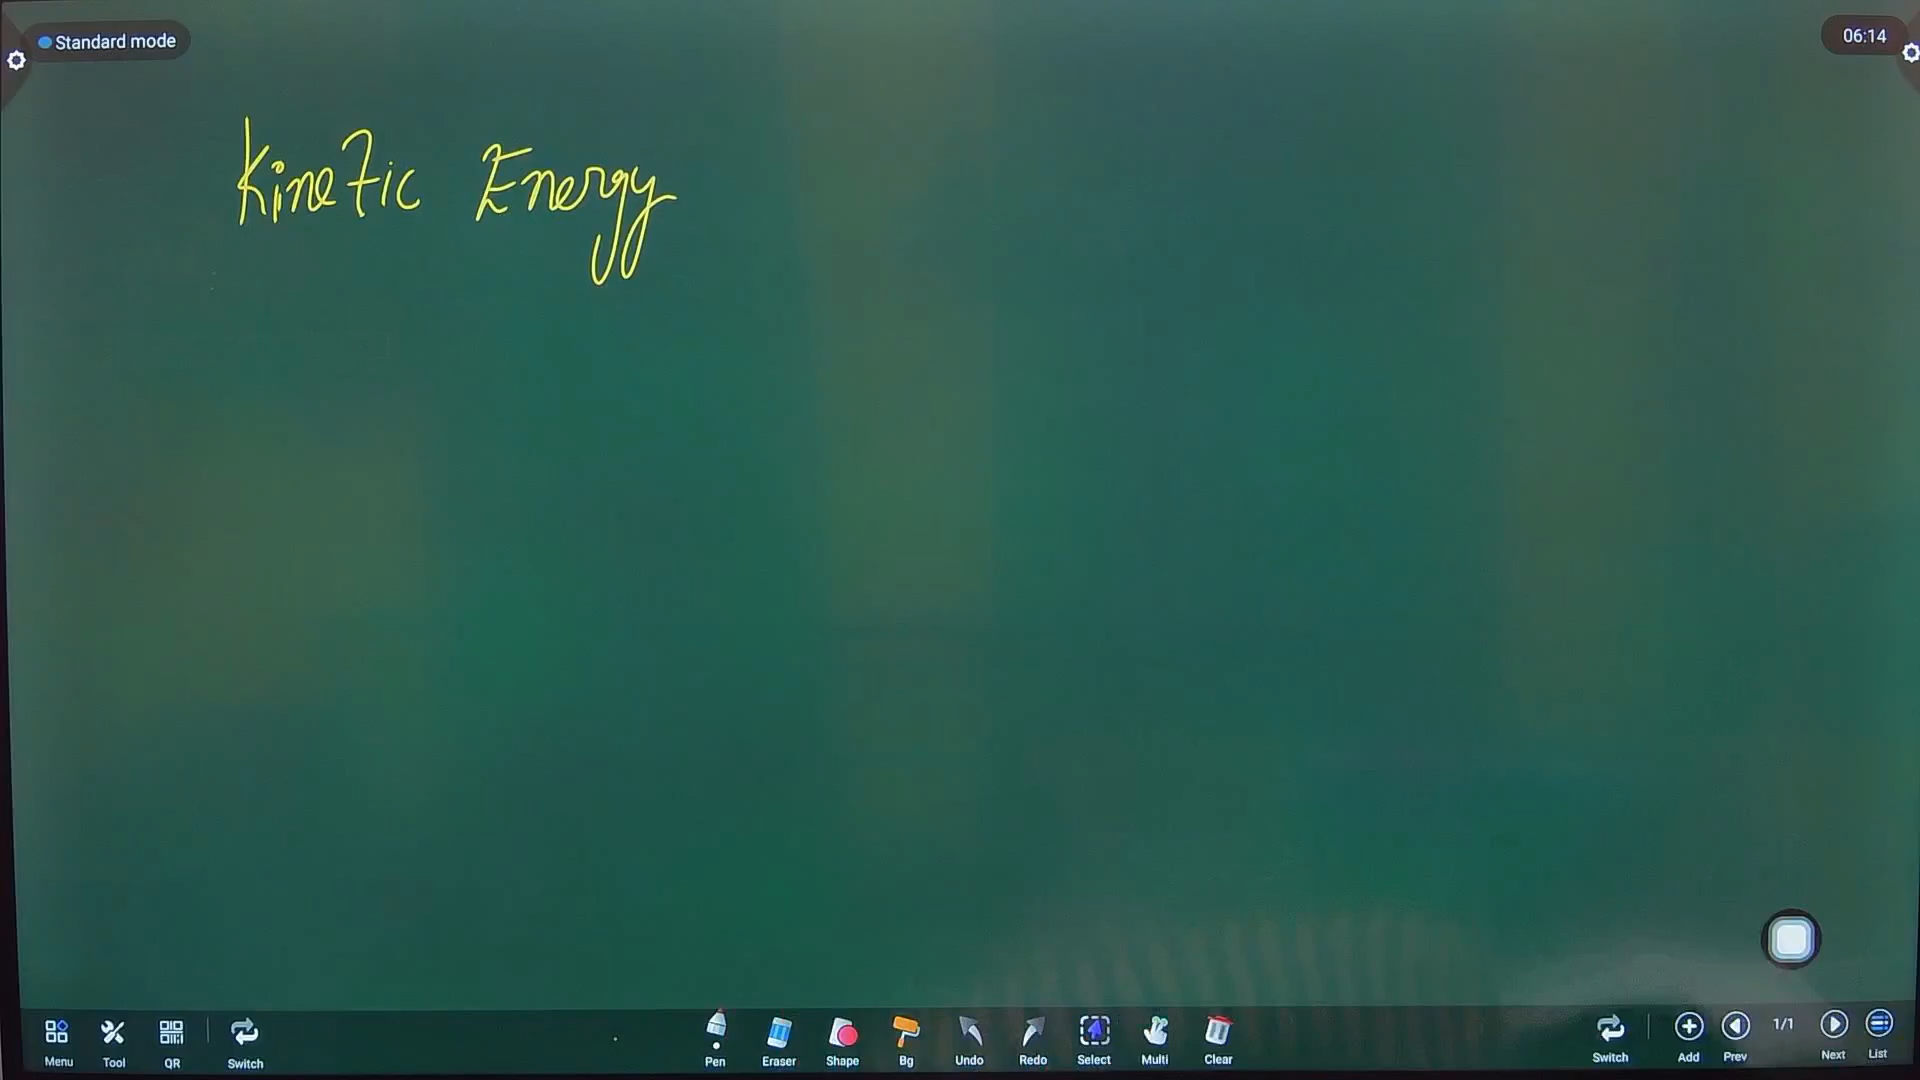 Standard mode
06:14
Kinetic Energy
Menu Tool QR Switch Pen Eraser Shape Bg Undo Redo Select Multi Clear Switch Add Prev 1/1 Next List